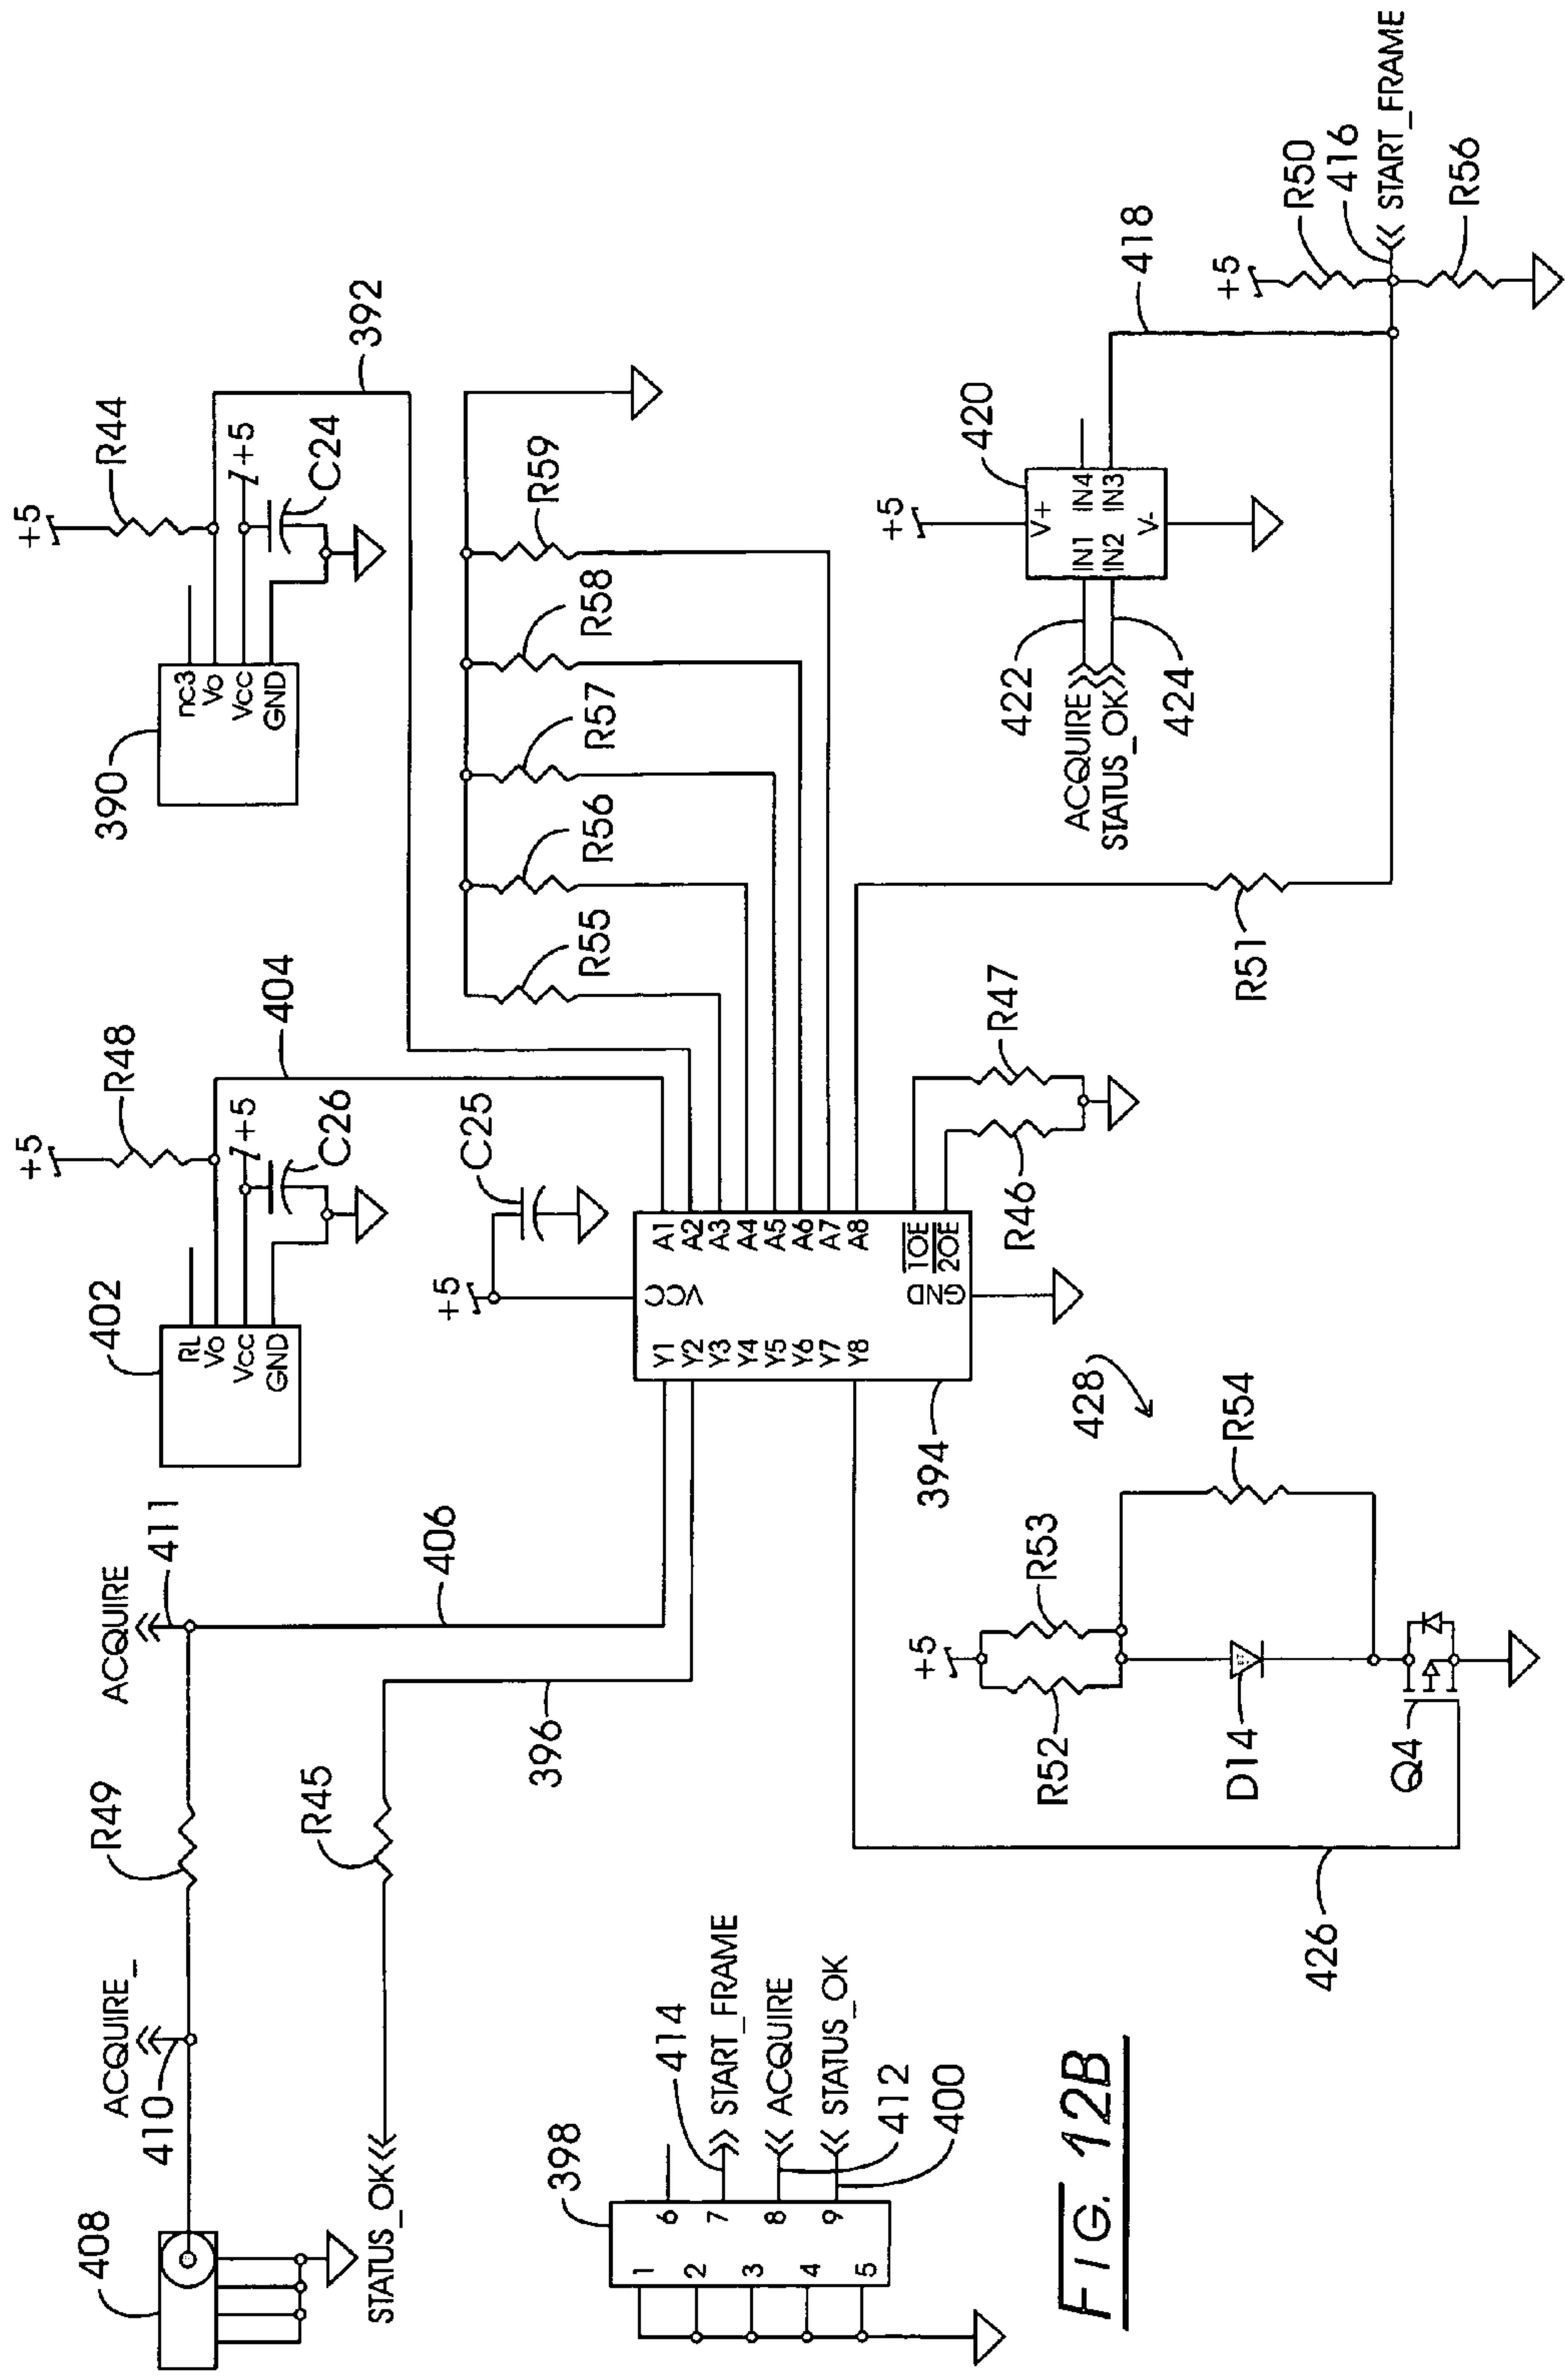 408
410
ACQUIRE_
R49
ACQUIRE
411
STATUS_OK
R45
396
406
402
RL
Vo
Vcc
GND
+5
R48
+5
C26
404
390
nc3
Vo
Vcc
GND
+5
R44
+5
C24
392
+5
C25
R55
R56
R57
R58
R59
Y1 VCC A1
Y2 A2
Y3 A3
Y4 A4
Y5 A5
Y6 A6
Y7 A7
Y8 A8
1OE
GND 2OE
394
R46
R47
398
1 6
2 7
3 8
4 9
5
414
START_FRAME
ACQUIRE
STATUS_OK
412
400
426
428
+5
R52
R53
D14
R54
Q4
R51
422
ACQUIRE
STATUS_OK
424
+5
420
V+
IN1 IN4
IN2 IN3
V-
418
+5
R50
416
START_FRAME
R56
FIG. 12B